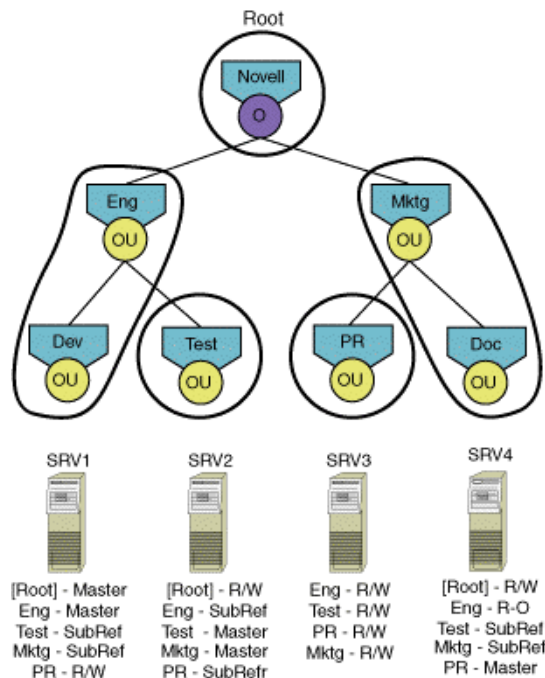 Root
Novell
O
Eng
Mktg
OU
OU
Dev
Test
PR
Doc
OU
OU
OU
OU
SRV1
SRV2
SRV3
SRV4
[Root] - Master
Eng - Master
Test - SubRef
Mktg - SubRef
PR - R/W
[Root] - R/W
Eng - SubRef
Test - Master
Mktg - Master
PR - SubRefr
Eng - R/W
Test - R/W
PR - R/W
Mktg - R/W
[Root] - R/W
Eng - R-O
Test - SubRef
Mktg - SubRef
PR - Master